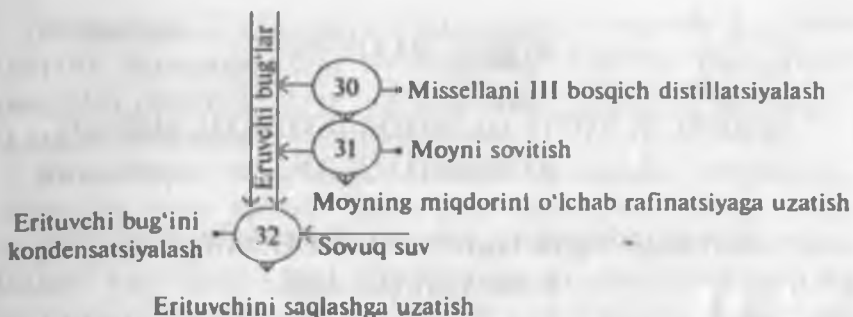 Eruvchi bug‘lar
30
Missellani III bosqich distillatsiyalash
31
Moyni sovitish
Moyning miqdorini o‘lchab rafinatsiyaga uzatish
Erituvchi bug‘ini
kondensatsiyalash
32
Sovuq suv
Erituvchini saqlashga uzatish